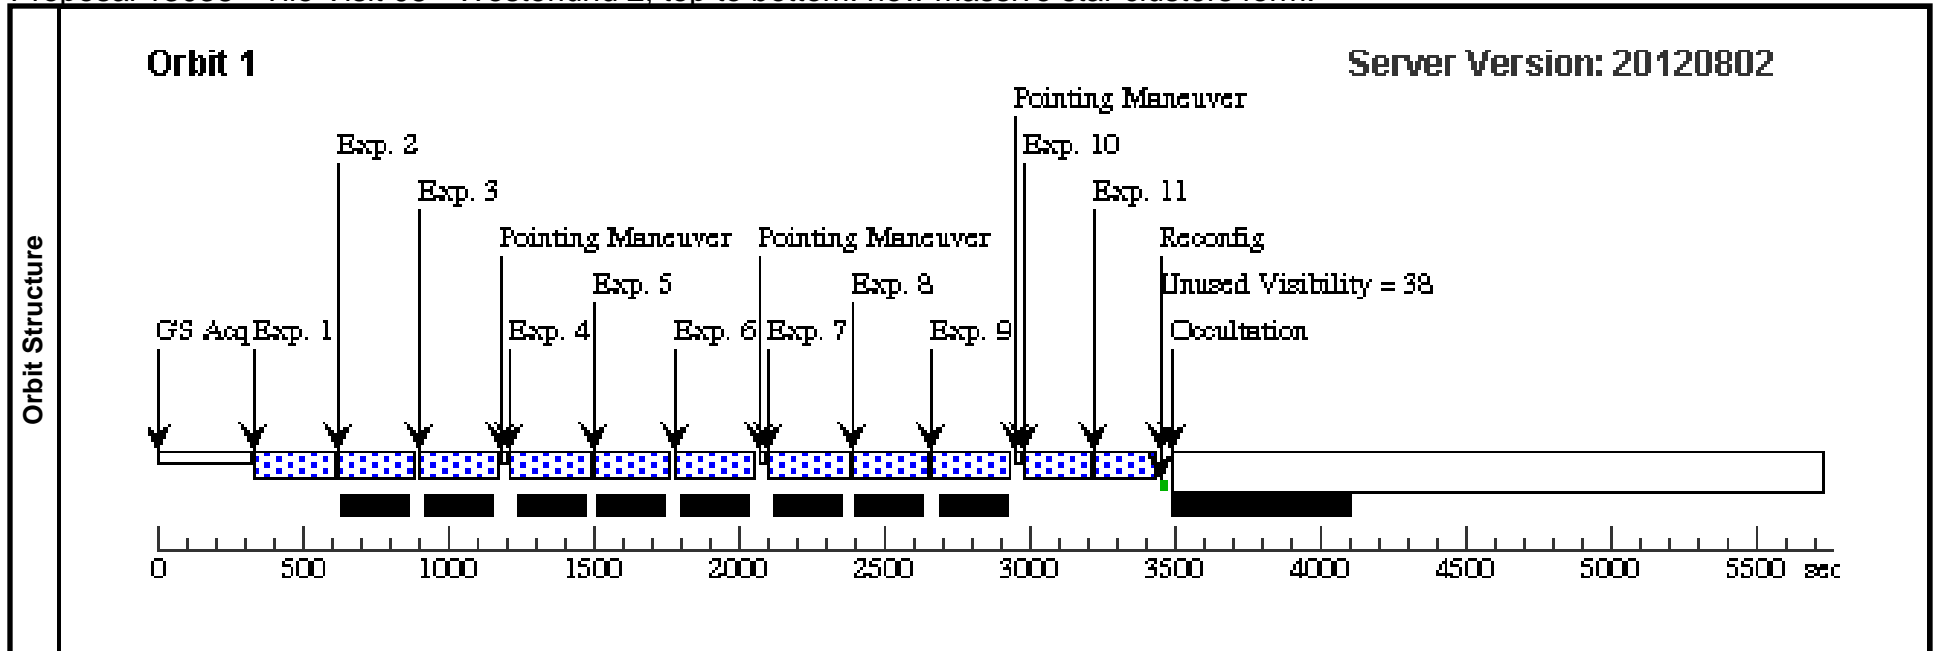 Orbit 1
Server Version: 20120802
Pointing Maneuver
Exp. 2
Exp. 10
Exp. 3
Exp. 11
Pointing Maneuver
Pointing Maneuver
Reconfig
Exp. 5
Exp. 8
Unused Visibility = 38
GS Acq
Exp. 1
Exp. 4
Exp. 6
Exp. 7
Exp. 9
Occultation
Orbit Structure
0 500 1000 1500 2000 2500 3000 3500 4000 4500 5000 5500 sec